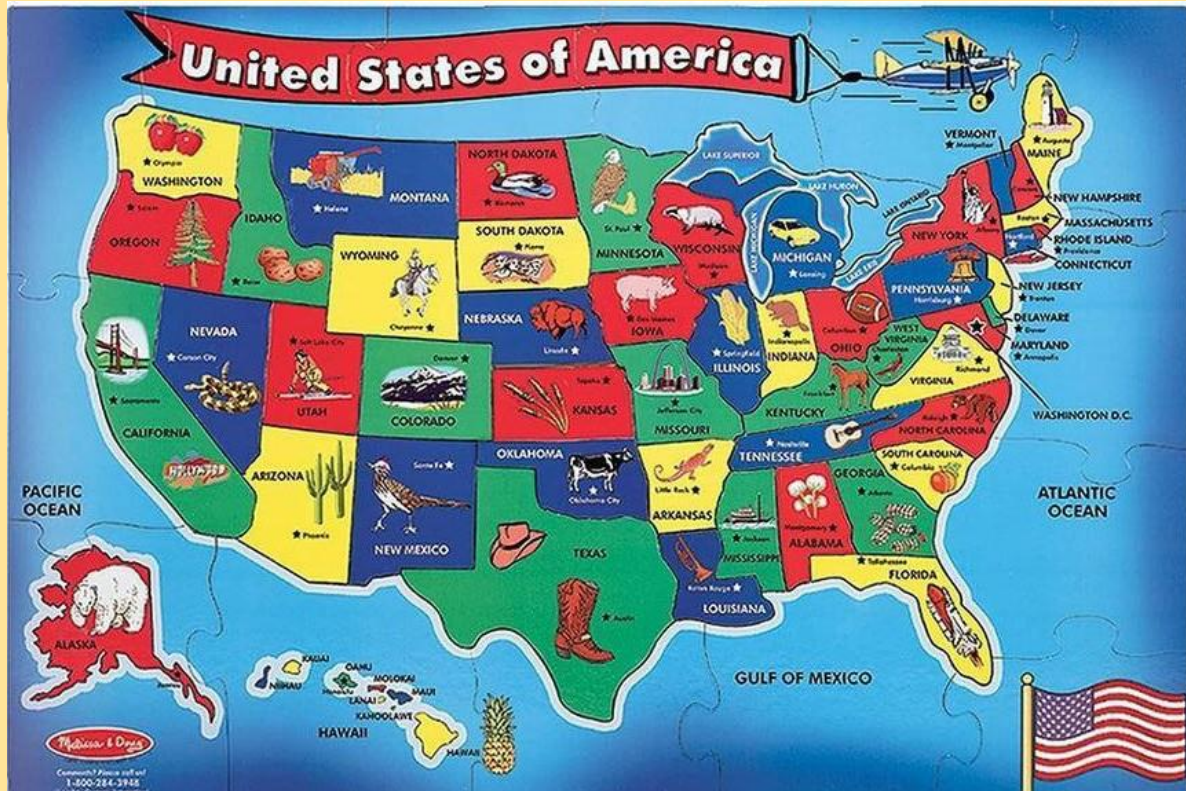 United States of America
VERMONT
★ Montpelier
Augusta
MAINE
NEW HAMPSHIRE
Concord
MASSACHUSETTS
Boston
RHODE ISLAND
★ Providence
Hartford
CONNECTICUT
NEW YORK
Albany
NEW JERSEY
★ Trenton
PENNSYLVANIA
Harrisburg ★
DELAWARE
★ Dover
MARYLAND
★ Annapolis
WASHINGTON D.C.
LAKE SUPERIOR
LAKE HURON
LAKE MICHIGAN
LAKE ONTARIO
LAKE ERIE
★ Olympia
WASHINGTON
★ Salem
OREGON
IDAHO
★ Boise
MONTANA
★ Helena
NORTH DAKOTA
★ Bismarck
SOUTH DAKOTA
★ Pierre
St. Paul ★
MINNESOTA
WISCONSIN
Madison
★
MICHIGAN
★ Lansing
WYOMING
Cheyenne ★
NEBRASKA
Lincoln ★
★ Des Moines
IOWA
★ Springfield
ILLINOIS
★ Indianapolis
INDIANA
Columbus ★
OHIO
WEST
VIRGINIA
Charleston
★
Richmond
VIRGINIA
NEVADA
★ Carson City
★ Salt Lake City
UTAH
Denver ★
COLORADO
Topeka ★
KANSAS
★
Jefferson City
MISSOURI
Frankfort ★
KENTUCKY
★ Sacramento
CALIFORNIA
HOLLYWOOD
ARIZONA
★ Phoenix
Santa Fe ★
NEW MEXICO
OKLAHOMA
★
Oklahoma City
Little Rock ★
ARKANSAS
★ Nashville
TENNESSEE
Raleigh ★
NORTH CAROLINA
SOUTH CAROLINA
★ Columbia
GEORGIA
★ Atlanta
Montgomery ★
ALABAMA
★ Jackson
MISSISSIPPI
TEXAS
★ Austin
Baton Rouge ★
LOUISIANA
★ Tallahassee
FLORIDA
PACIFIC
OCEAN
ATLANTIC
OCEAN
GULF OF MEXICO
ALASKA
Juneau
KAUAI
NIIHAU
OAHU
Honolulu
MOLOKAI
LANAI
MAUI
KAHOOLAWE
HAWAII
HAWAII
Melissa & Doug
Comments? Please call us!
1-800-284-3948